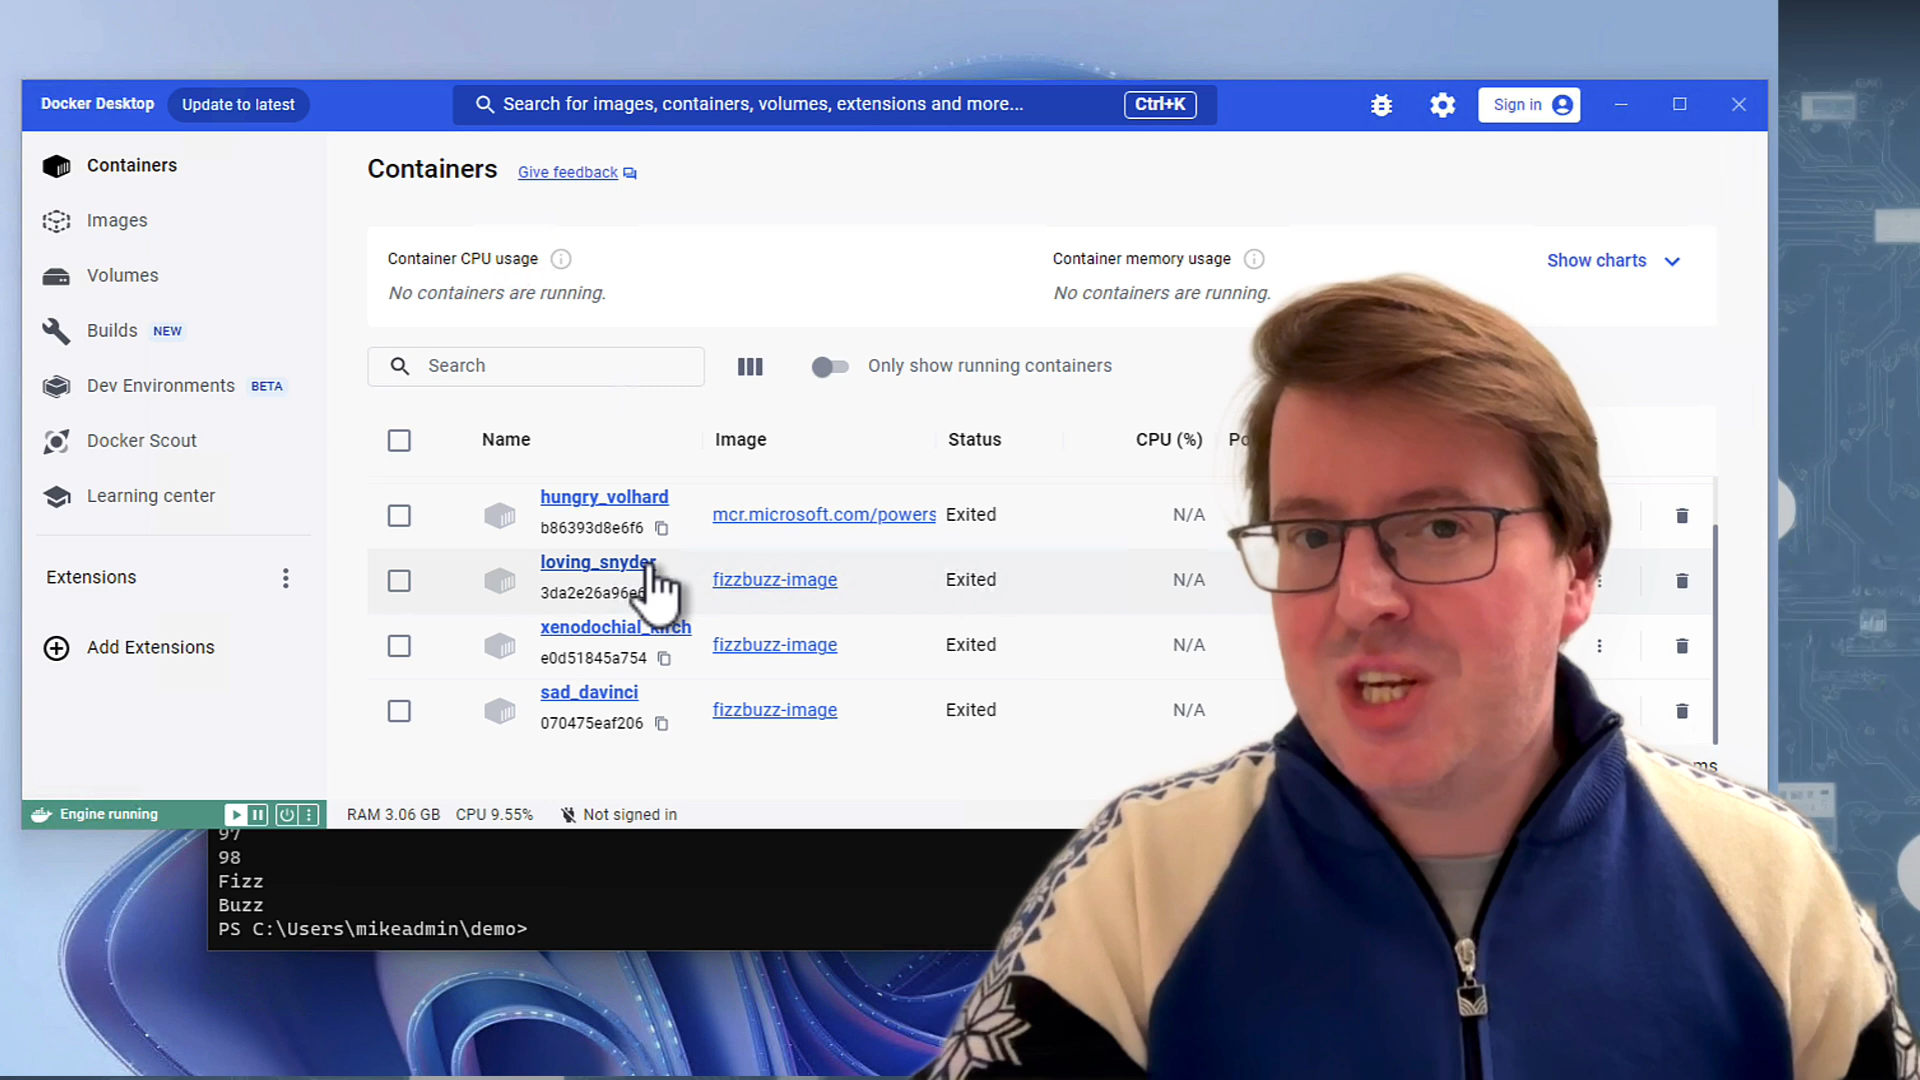 Docker Desktop Update to latest Search for images, containers, volumes, extensions and more... Ctrl+K Sign in
Containers
Images
Volumes
Builds NEW
Dev Environments BETA
Docker Scout
Learning center
Extensions
Add Extensions
Containers Give feedback
Container CPU usage
No containers are running.
Container memory usage
No containers are running.
Show charts
Search
Only show running containers
Name Image Status CPU (%)
hungry_volhard
b86393d8e6f6
mcr.microsoft.com/powers Exited N/A
loving_snyder
fizzbuzz-image Exited N/A
e0d51845a754
fizzbuzz-image Exited N/A
sad_davinci
070475eaf206
fizzbuzz-image Exited N/A
Engine running RAM 3.06 GB CPU 9.55% Not signed in
97
98
Fizz
Buzz
PS C:\Users\mikeadmin\demo>